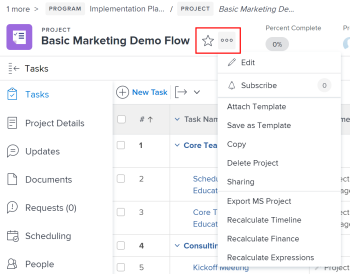 1 more > PROGRAM Implementation Pla... / PROJECT Basic Marketing De...
PROJECT
Basic Marketing Demo Flow
Percent Complete
0%
Tasks
Edit
Subscribe 0
Attach Template
Save as Template
Copy
Delete Project
Sharing
Export MS Project
Recalculate Timeline
Recalculate Finance
Recalculate Expressions
Tasks
Project Details
Updates
Documents
Requests (0)
Scheduling
People
New Task
# Task Nam
1 Core Tea
2 Schedu
Educat
3 Core T
Educat
4 Consultin
5 Kickoff Meeting